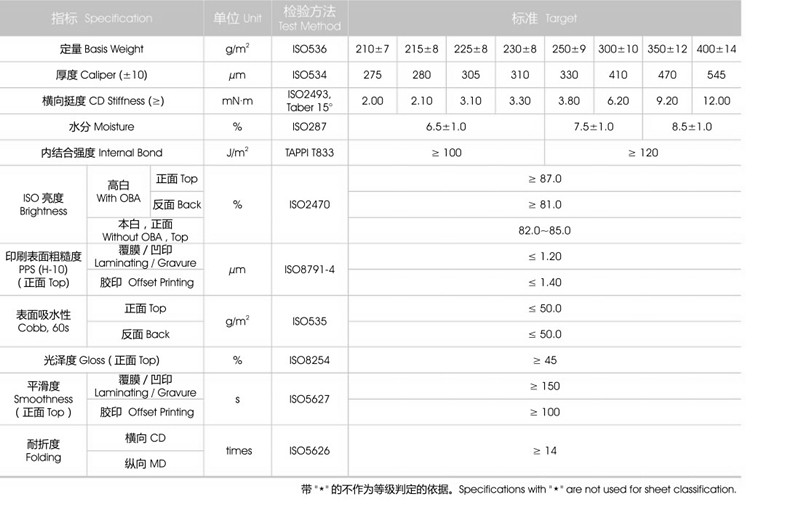 指标 Specification 单位 Unit 检验方法 Test Method 标准 Target
定量 Basis Weight g/m² ISO536 210±7 215±8 225±8 230±8 250±9 300±10 350±12 400±14
厚度 Caliper (±10) μm ISO534 275 280 305 310 330 410 470 545
横向挺度 CD Stiffness (≥) mN·m ISO2493, Taber 15° 2.00 2.10 3.10 3.30 3.80 6.20 9.20 12.00
水分 Moisture % ISO287 6.5±1.0 7.5±1.0 8.5±1.0
内结合强度 Internal Bond J/m² TAPPI T833 ≥ 100 ≥ 120
ISO 亮度 Brightness 高白 With OBA 正面 Top % ISO2470 ≥ 87.0
反面 Back ≥ 81.0
本白 , 正面 Without OBA , Top 82.0~85.0
印刷表面粗糙度 PPS (H-10) ( 正面 Top) 覆膜 / 凹印 Laminating / Gravure μm ISO8791-4 ≤ 1.20
胶印 Offset Printing ≤ 1.40
表面吸水性 Cobb, 60s 正面 Top g/m² ISO535 ≤ 50.0
反面 Back ≤ 50.0
光泽度 Gloss ( 正面 Top) % ISO8254 ≥ 45
平滑度 Smoothness ( 正面 Top ) 覆膜 / 凹印 Laminating / Gravure s ISO5627 ≥ 150
胶印 Offset Printing ≥ 100
耐折度 Folding 横向 CD times ISO5626 ≥ 14
纵向 MD
带 "*" 的不作为等级判定的依据。Specifications with "*" are not used for sheet classification.